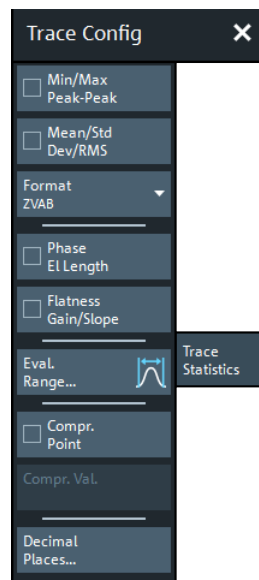 Trace Config
Min/Max
Peak-Peak
Mean/Std
Dev/RMS
Format
ZVAB
Phase
El Length
Flatness
Gain/Slope
Eval.
Range...
Trace
Statistics
Compr.
Point
Compr. Val.
Decimal
Places...